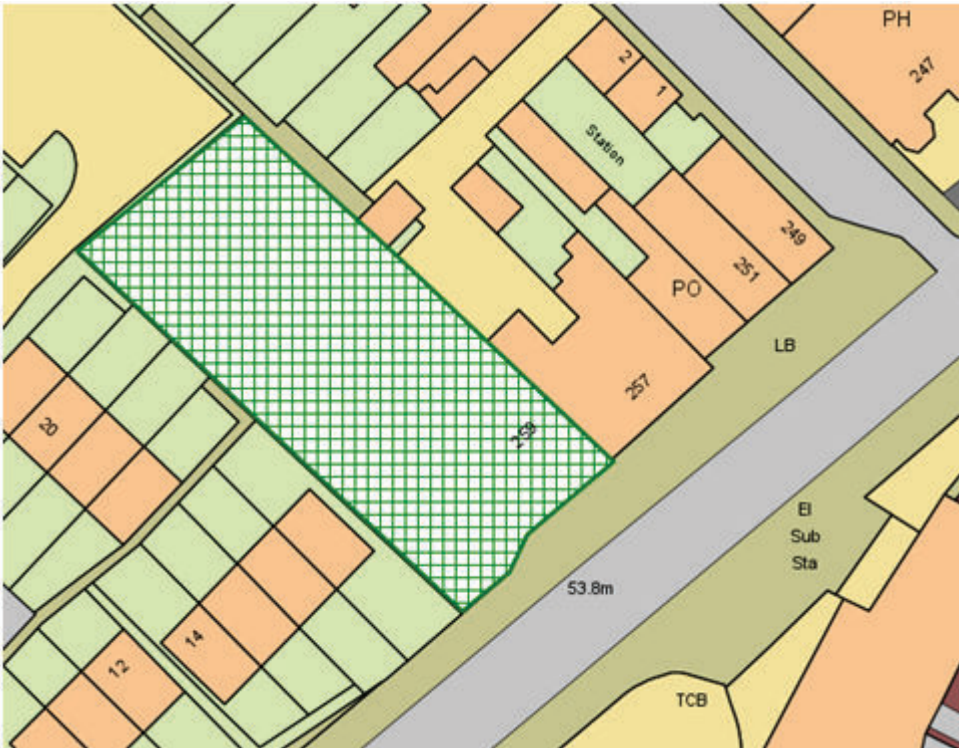 PH
247
2
1
Station
249
251
PO
LB
257
259
20
El
Sub
Sta
53.8m
14
12
TCB